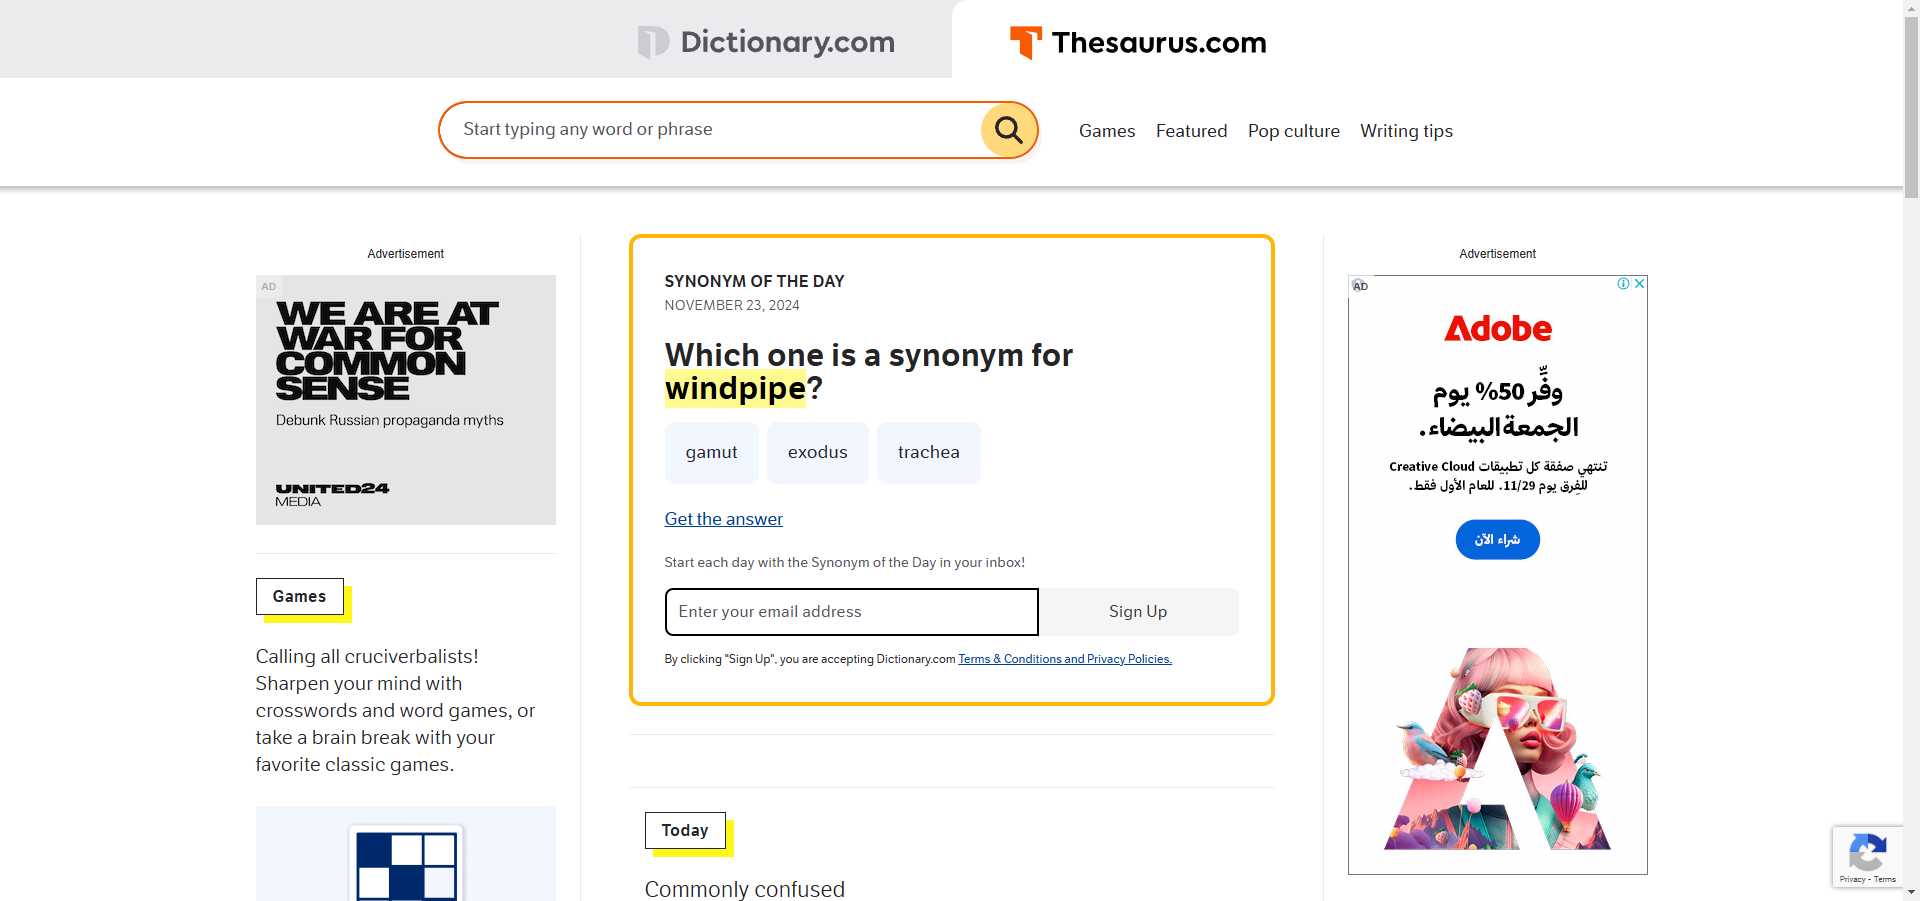 Dictionary.com
Thesaurus.com
Start typing any word or phrase
Games
Featured
Pop culture
Writing tips
Advertisement
AD
WE ARE AT
WAR FOR
COMMON
SENSE
Debunk Russian propaganda myths
UNITED24
MEDIA
Games
Calling all cruciverbalists!
Sharpen your mind with
crosswords and word games, or
take a brain break with your
favorite classic games.
SYNONYM OF THE DAY
NOVEMBER 23, 2024
Which one is a synonym for
windpipe?
gamut
exodus
trachea
Get the answer
Start each day with the Synonym of the Day in your inbox!
Enter your email address
Sign Up
By clicking "Sign Up", you are accepting Dictionary.com Terms & Conditions and Privacy Policies.
Today
Commonly confused
Advertisement
AD
Adobe
وفِّر 50% يوم
الجمعة البيضاء.
تنتهي صفقة كل تطبيقات Creative Cloud
للفِرق يوم 11/29. للعام الأول فقط.
شراء الآن
Privacy - Terms